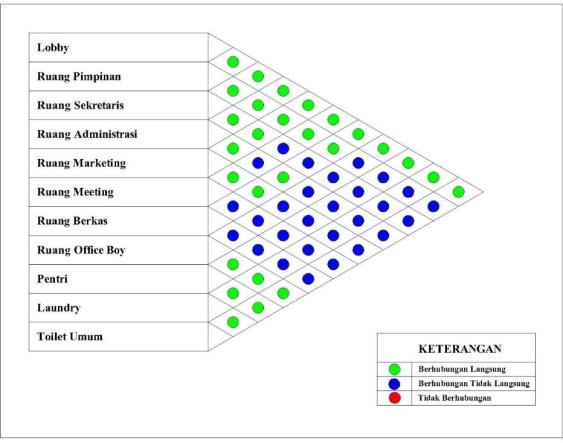 Lobby
Ruang Pimpinan
Ruang Sekretaris
Ruang Administrasi
Ruang Marketing
Ruang Meeting
Ruang Berkas
Ruang Office Boy
Pentri
Laundry
Toilet Umum
KETERANGAN
Berhubungan Langsung
Berhubungan Tidak Langsung
Tidak Berhubungan